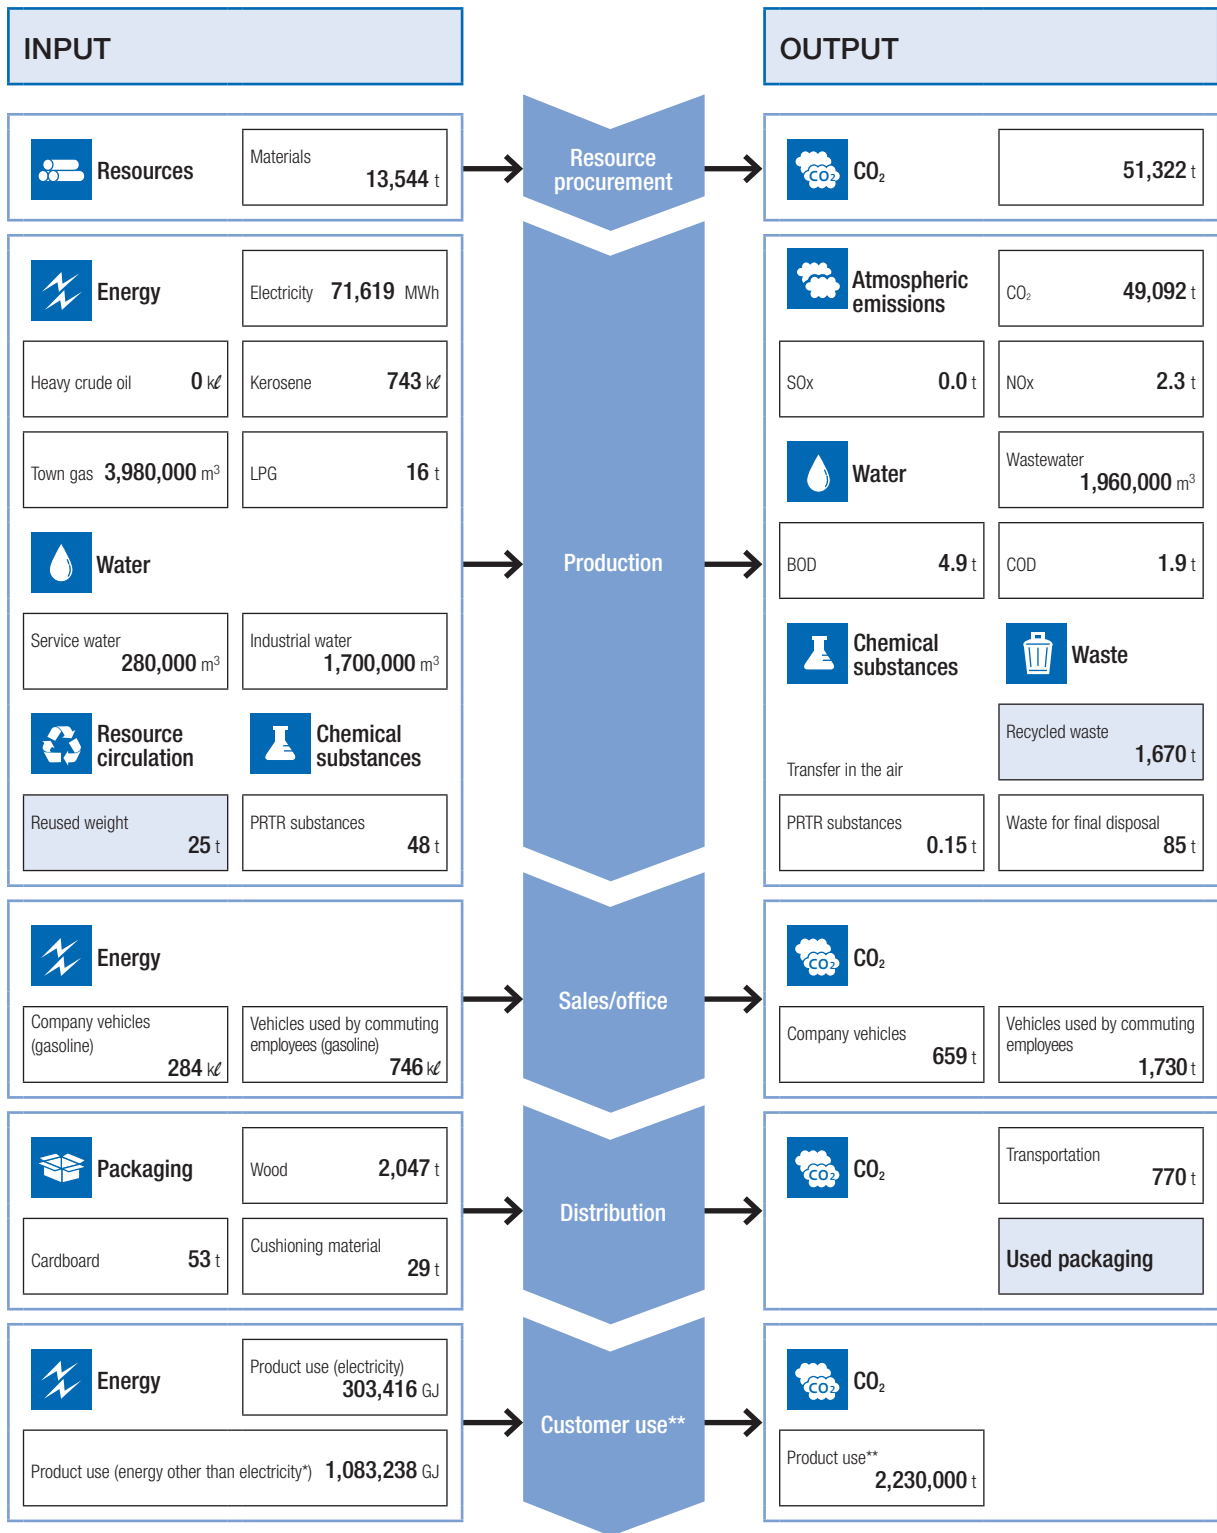 INPUT
OUTPUT
Resources
Materials
13,544 t
Resource
procurement
CO₂
CO₂
51,322 t
Energy
Electricity 71,619 MWh
Heavy crude oil 0 kℓ
Kerosene 743 kℓ
Town gas 3,980,000 m³
LPG 16 t
Water
Service water
280,000 m³
Industrial water
1,700,000 m³
Resource
circulation
Chemical
substances
Reused weight
25 t
PRTR substances
48 t
Production
Atmospheric
emissions
CO₂ 49,092 t
SOx 0.0 t
NOx 2.3 t
Water
Wastewater
1,960,000 m³
BOD 4.9 t
COD 1.9 t
Chemical
substances
Waste
Recycled waste
1,670 t
Transfer in the air
PRTR substances
0.15 t
Waste for final disposal
85 t
Energy
Company vehicles
(gasoline)
284 kℓ
Vehicles used by commuting
employees (gasoline)
746 kℓ
Sales/office
CO₂
CO₂
Company vehicles
659 t
Vehicles used by commuting
employees
1,730 t
Packaging
Wood 2,047 t
Cardboard 53 t
Cushioning material
29 t
Distribution
CO₂
CO₂
Transportation
770 t
Used packaging
Energy
Product use (electricity)
303,416 GJ
Product use (energy other than electricity*) 1,083,238 GJ
Customer use**
CO₂
CO₂
Product use**
2,230,000 t